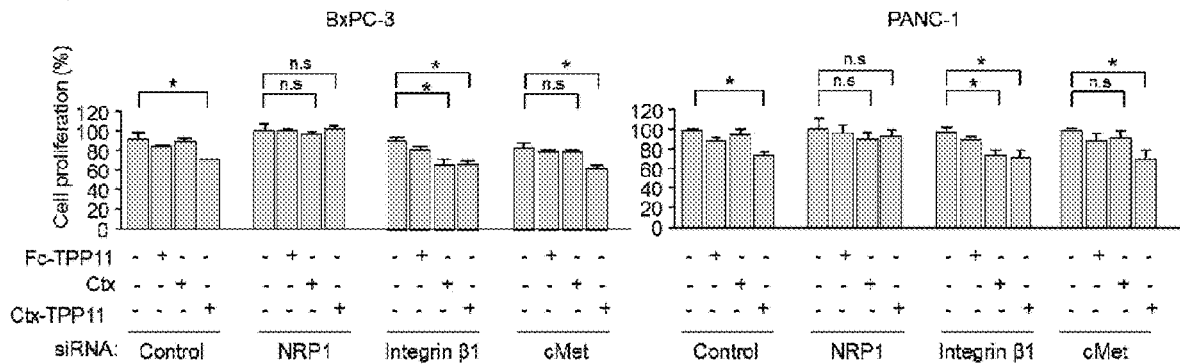 BxPC-3 PANC-1
* n.s n.s * * * n.s * n.s n.s * * * n.s
Cell proliferation (%)
120 120
100 100
80 80
60 60
40 40
20 20
0 0
Fc-TPP11 - + - - - + - - - + - - - + - - - + - - - + - - - + - - - + - -
Ctx - - + - - - + - - - + - - - + - - - + - - - + - - - + - - - + -
Ctx-TPP11 - - - + - - - + - - - + - - - + - - - + - - - + - - - + - - - +
siRNA: Control NRP1 Integrin β1 cMet Control NRP1 Integrin β1 cMet